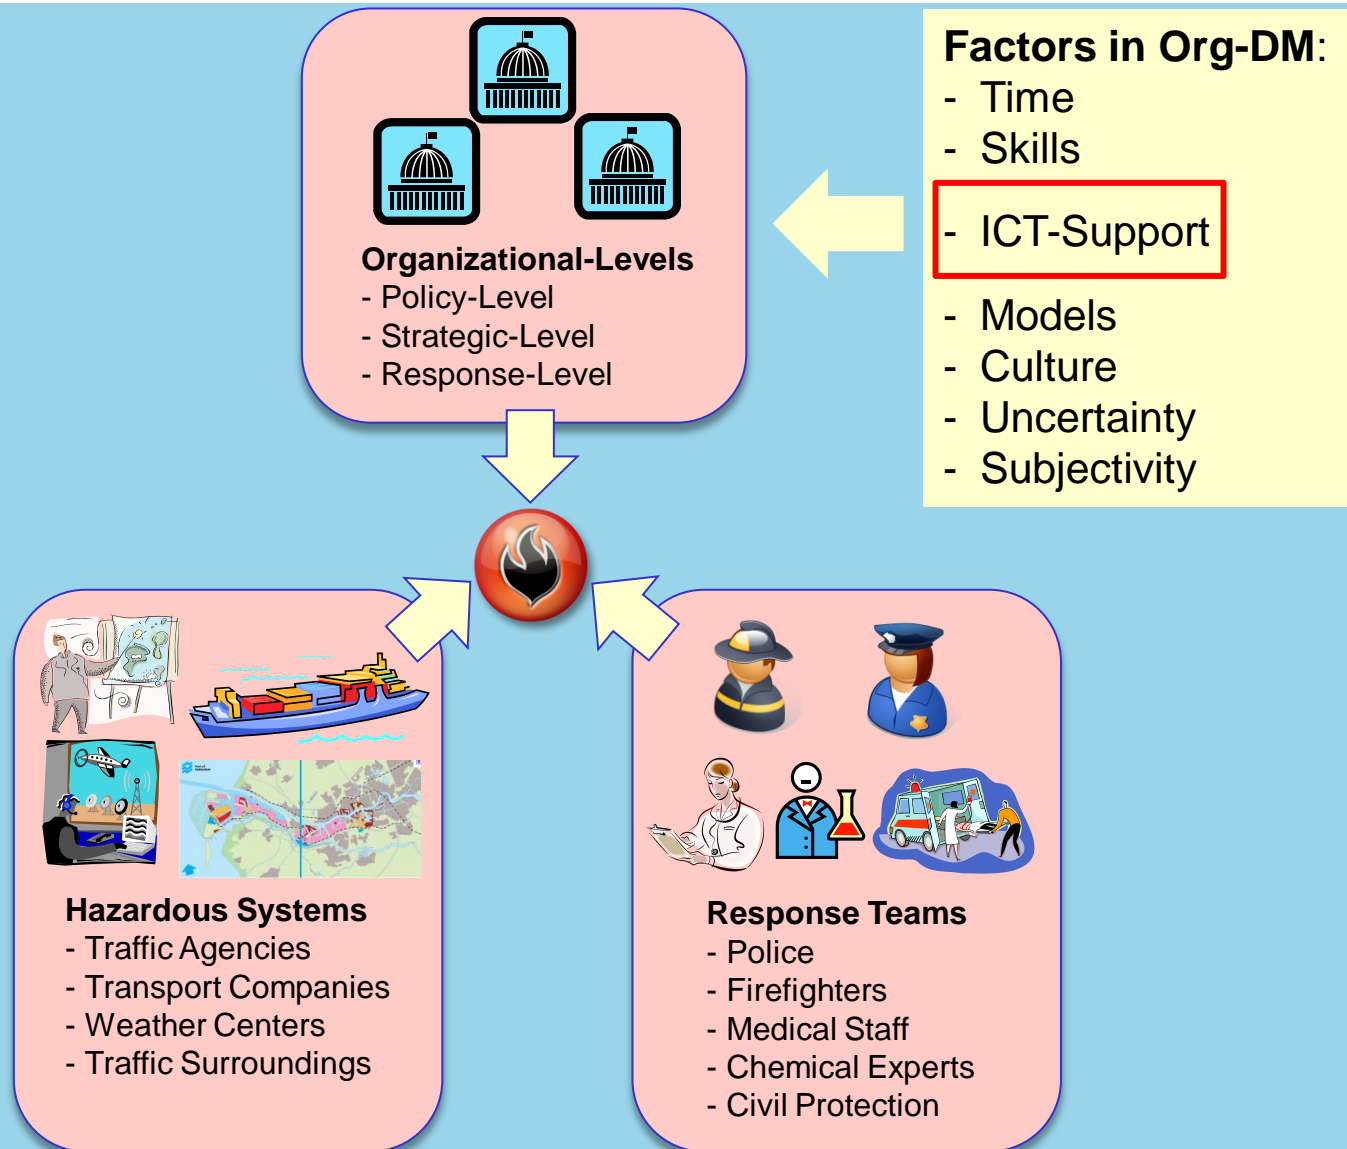 Factors in Org-DM:
- Time
- Skills
- ICT-Support
- Models
- Culture
- Uncertainty
- Subjectivity
Organizational-Levels
- Policy-Level
- Strategic-Level
- Response-Level
Hazardous Systems
- Traffic Agencies
- Transport Companies
- Weather Centers
- Traffic Surroundings
Response Teams
- Police
- Firefighters
- Medical Staff
- Chemical Experts
- Civil Protection